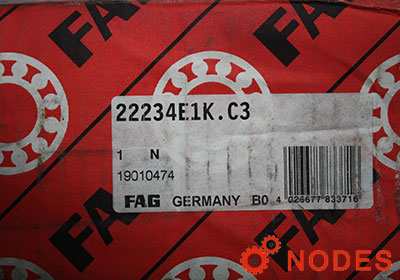 FAG
FAG
22234E1K.C3
1 N
19010474
FAG GERMANY B0
4 026677 833716
FAG
FAG
NODES